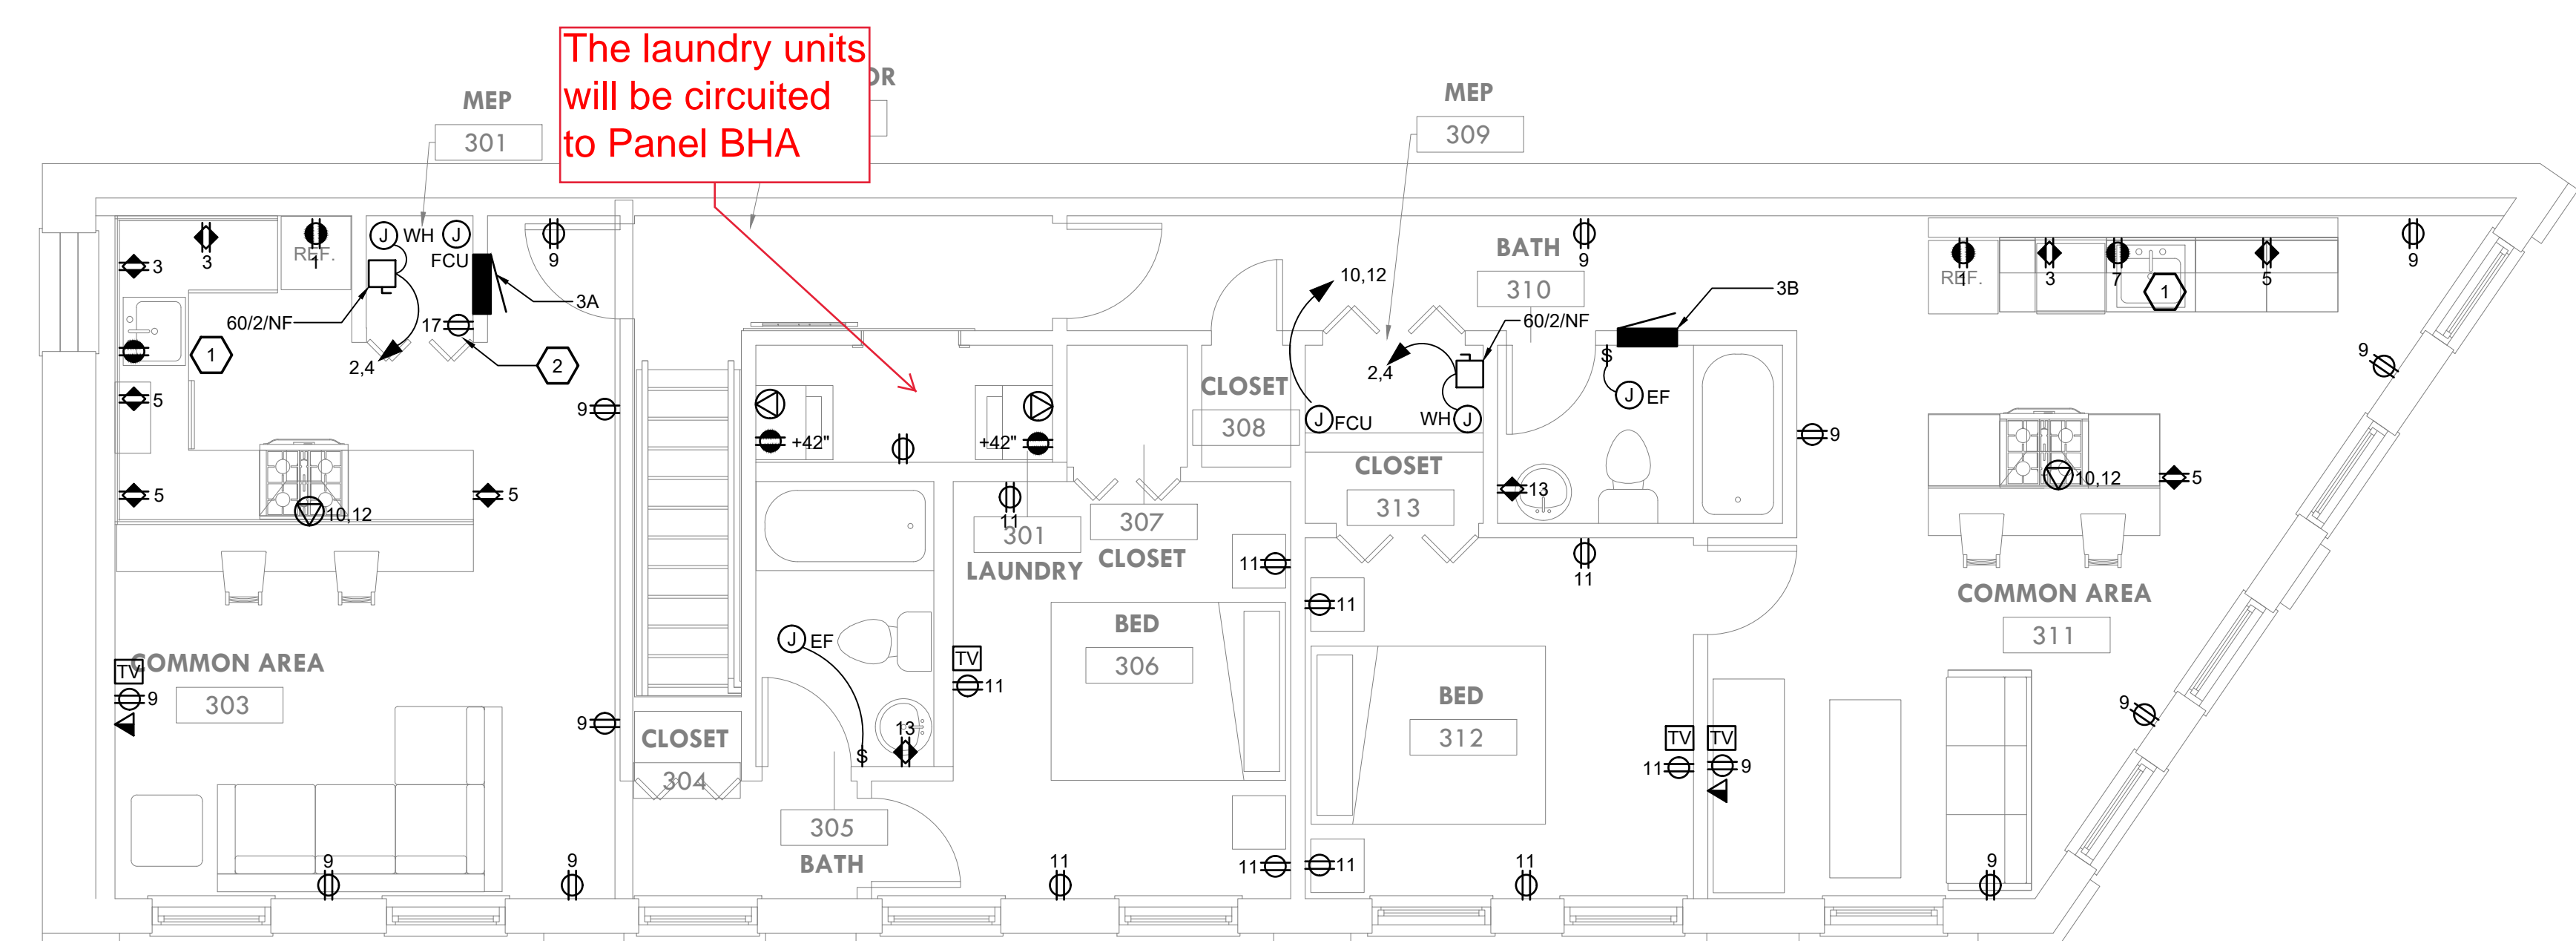 The laundry units
will be circuited
to Panel BHA
OR
MEP
301
MEP
309
WH
FCU
REF.
1
3
3
9
3A
60/2/NF
17
1
2
2,4
5
5
5
10,12
9
+42"
+42"
10,12
2,4
60/2/NF
FCU
WH
BATH
310
9
3B
EF
9
13
CLOSET
308
CLOSET
313
REF.
1
3
7
1
5
9
9
10,12
5
COMMON AREA
311
9
9
11
301
LAUNDRY
307
CLOSET
11
11
11
BED
306
TV
11
EF
13
CLOSET
304
305
BATH
COMMON AREA
303
TV
9
9
9
9
11
11
11
11
BED
312
TV
11
TV
9
J
J
J
J
J
J
S
S